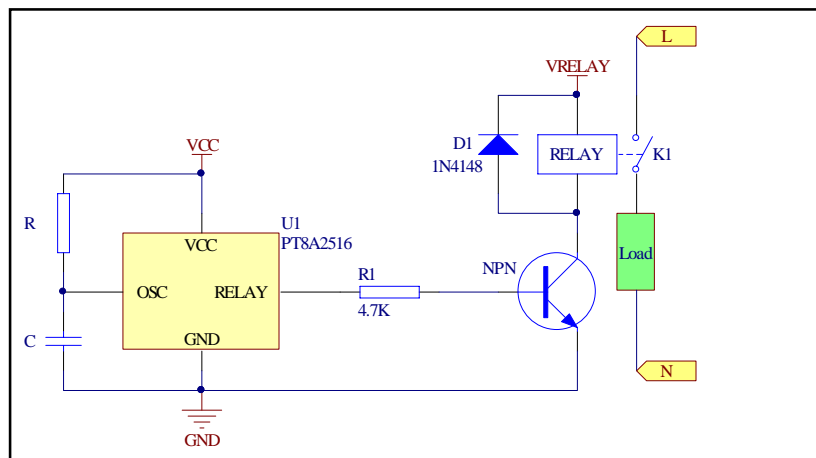 L
VRELAY
D1
1N4148
RELAY
K1
VCC
R
U1
PT8A2516
VCC
OSC
RELAY
GND
R1
4.7K
NPN
Load
C
N
GND